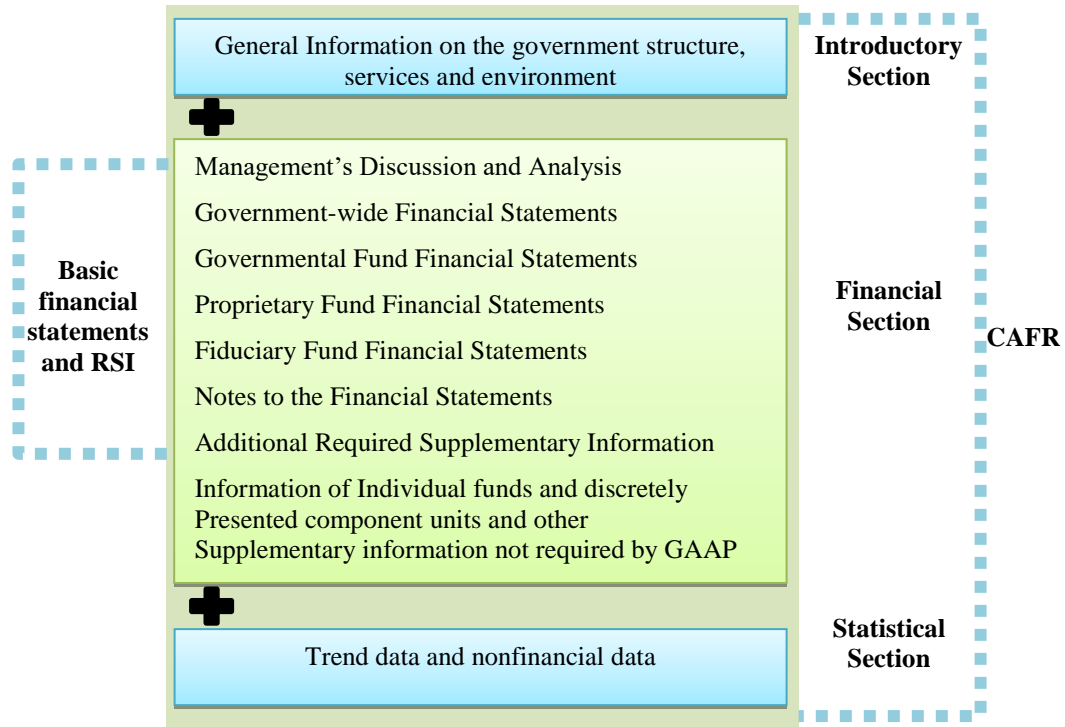 General Information on the government structure,
services and environment
Introductory
Section
Management’s Discussion and Analysis
Government-wide Financial Statements
Governmental Fund Financial Statements
Proprietary Fund Financial Statements
Fiduciary Fund Financial Statements
Notes to the Financial Statements
Additional Required Supplementary Information
Information of Individual funds and discretely
Presented component units and other
Supplementary information not required by GAAP
Basic
financial
statements
and RSI
Financial
Section
CAFR
Trend data and nonfinancial data
Statistical
Section